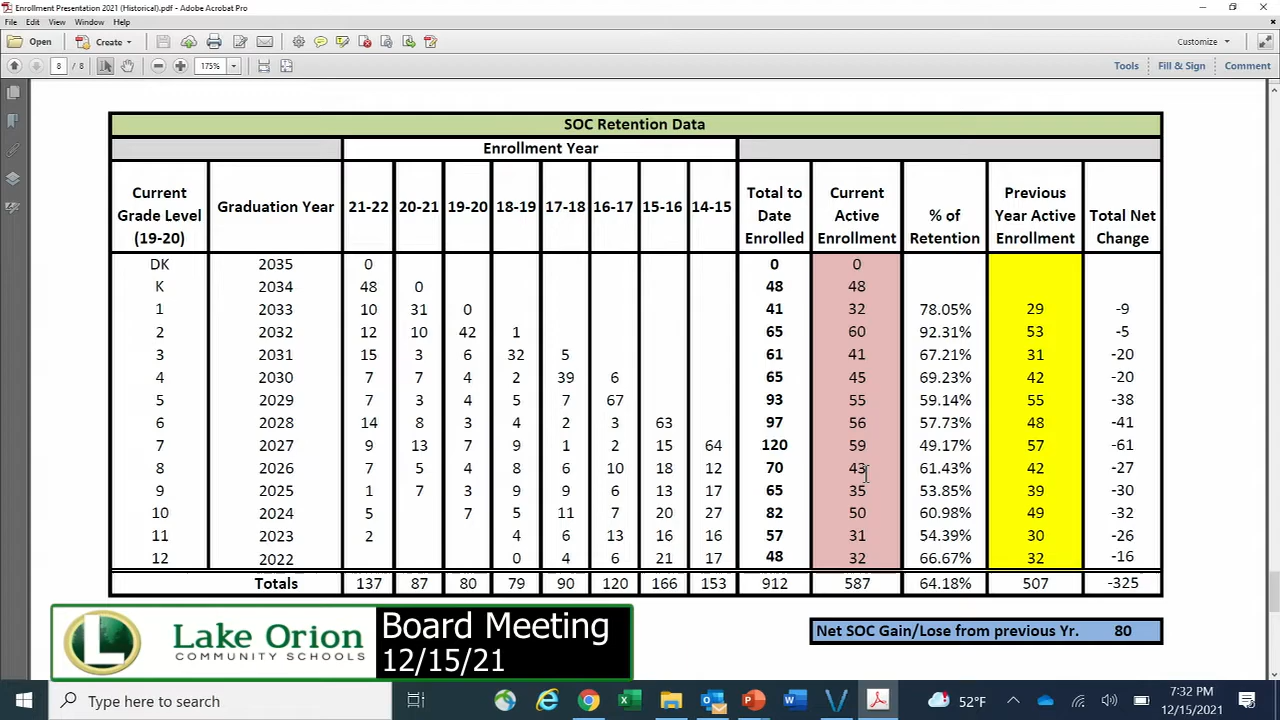 Enrollment Presentation 2021 (Historical).pdf - Adobe Acrobat Pro
File Edit View Window Help
Open Create Customize
8 / 8 175% Tools Fill & Sign Comment
SOC Retention Data
Enrollment Year
Current Grade Level (19-20) Graduation Year 21-22 20-21 19-20 18-19 17-18 16-17 15-16 14-15 Total to Date Enrolled Current Active Enrollment % of Retention Previous Year Active Enrollment Total Net Change
DK 2035 0 0 0
K 2034 48 0 48 48
1 2033 10 31 0 41 32 78.05% 29 -9
2 2032 12 10 42 1 65 60 92.31% 53 -5
3 2031 15 3 6 32 5 61 41 67.21% 31 -20
4 2030 7 7 4 2 39 6 65 45 69.23% 42 -20
5 2029 7 3 4 5 7 67 93 55 59.14% 55 -38
6 2028 14 8 3 4 2 3 63 97 56 57.73% 48 -41
7 2027 9 13 7 9 1 2 15 64 120 59 49.17% 57 -61
8 2026 7 5 4 8 6 10 18 12 70 43 61.43% 42 -27
9 2025 1 7 3 9 9 6 13 17 65 35 53.85% 39 -30
10 2024 5 7 5 11 7 20 27 82 50 60.98% 49 -32
11 2023 2 4 6 13 16 16 57 31 54.39% 30 -26
12 2022 0 4 6 21 17 48 32 66.67% 32 -16
Totals 137 87 80 79 90 120 166 153 912 587 64.18% 507 -325
Net SOC Gain/Lose from previous Yr. 80
L Lake Orion
COMMUNITY SCHOOLS
Board Meeting
12/15/21
Type here to search
52°F
7:32 PM
12/15/2021